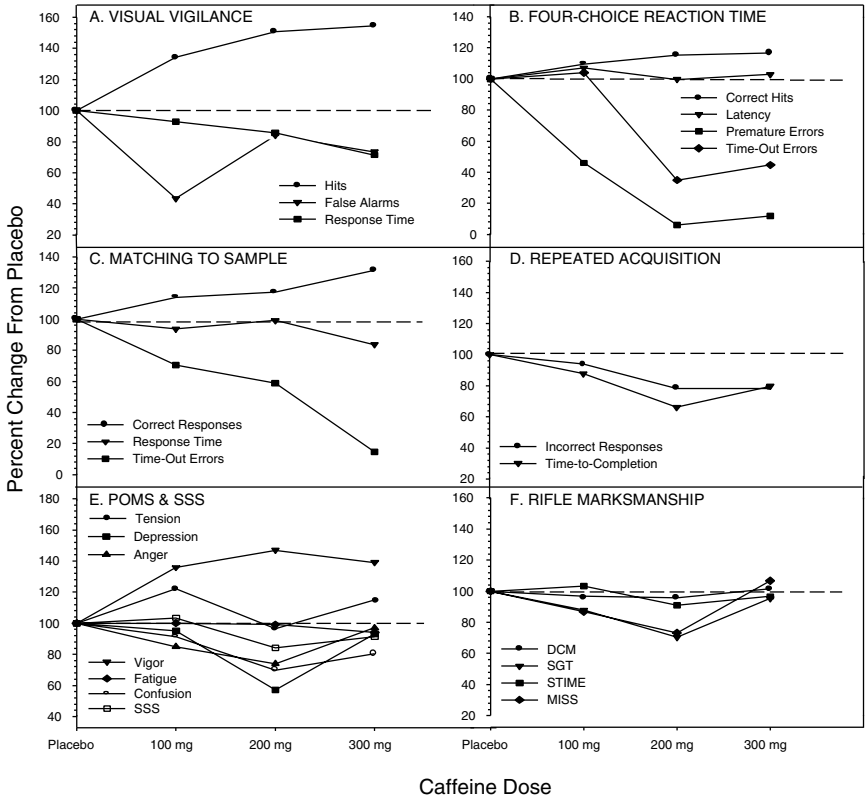 Percent Change From Placebo
A. VISUAL VIGILANCE
160
140
120
100
80
60
40
20
Hits
False Alarms
Response Time
B. FOUR-CHOICE REACTION TIME
140
120
100
80
60
40
20
0
Correct Hits
Latency
Premature Errors
Time-Out Errors
C. MATCHING TO SAMPLE
140
120
100
80
60
40
20
0
Correct Responses
Response Time
Time-Out Errors
D. REPEATED ACQUISITION
160
140
120
100
80
60
40
20
Incorrect Responses
Time-to-Completion
E. POMS & SSS
160
140
120
100
80
60
40
Tension
Depression
Anger
Vigor
Fatigue
Confusion
SSS
Placebo 100 mg 200 mg 300 mg
F. RIFLE MARKSMANSHIP
160
140
120
100
80
60
40
20
DCM
SGT
STIME
MISS
Placebo 100 mg 200 mg 300 mg
Caffeine Dose